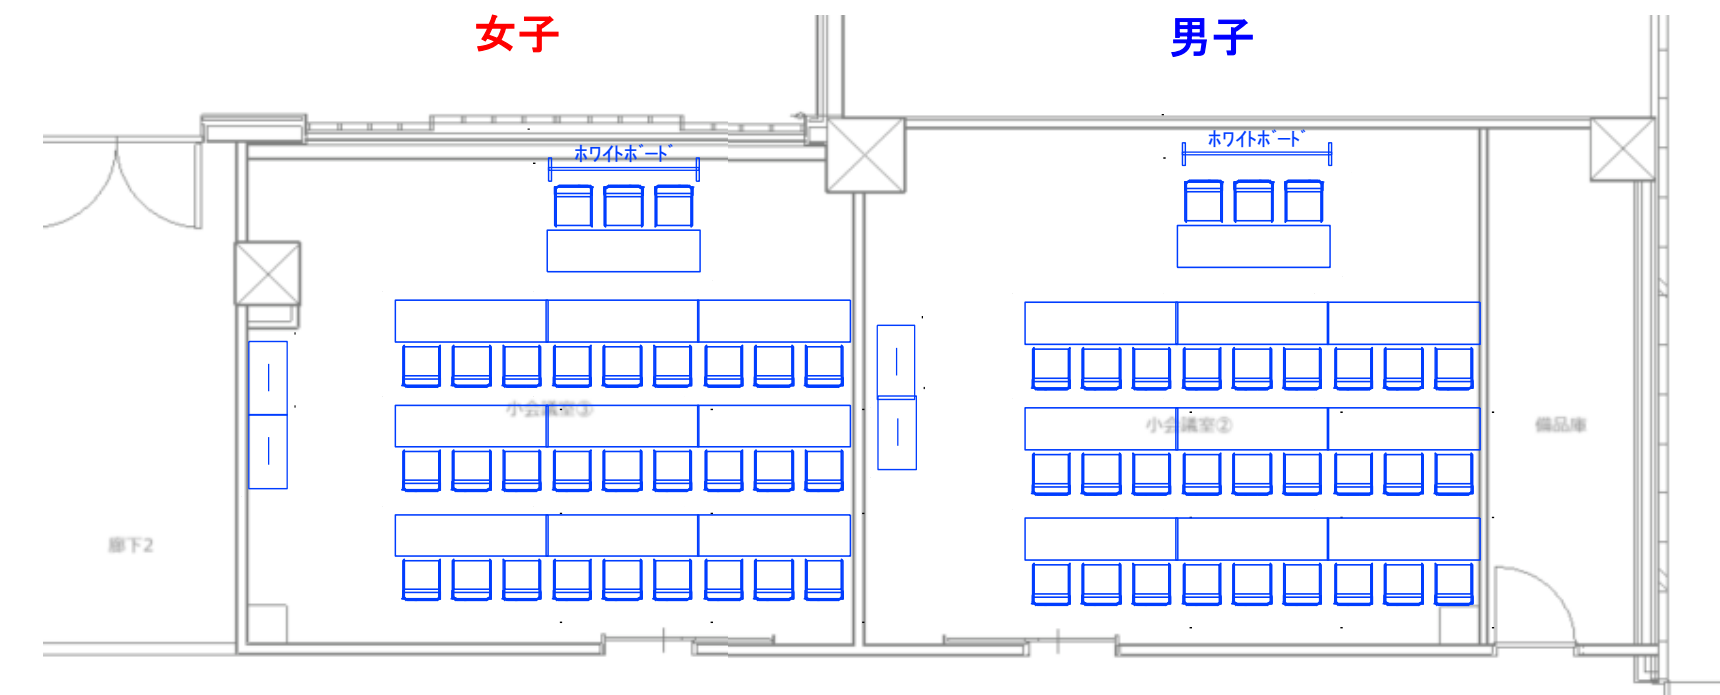 女子
男子
ホワイトボード
ホワイトボード
小会議室③
小会議室②
備品庫
廊下2